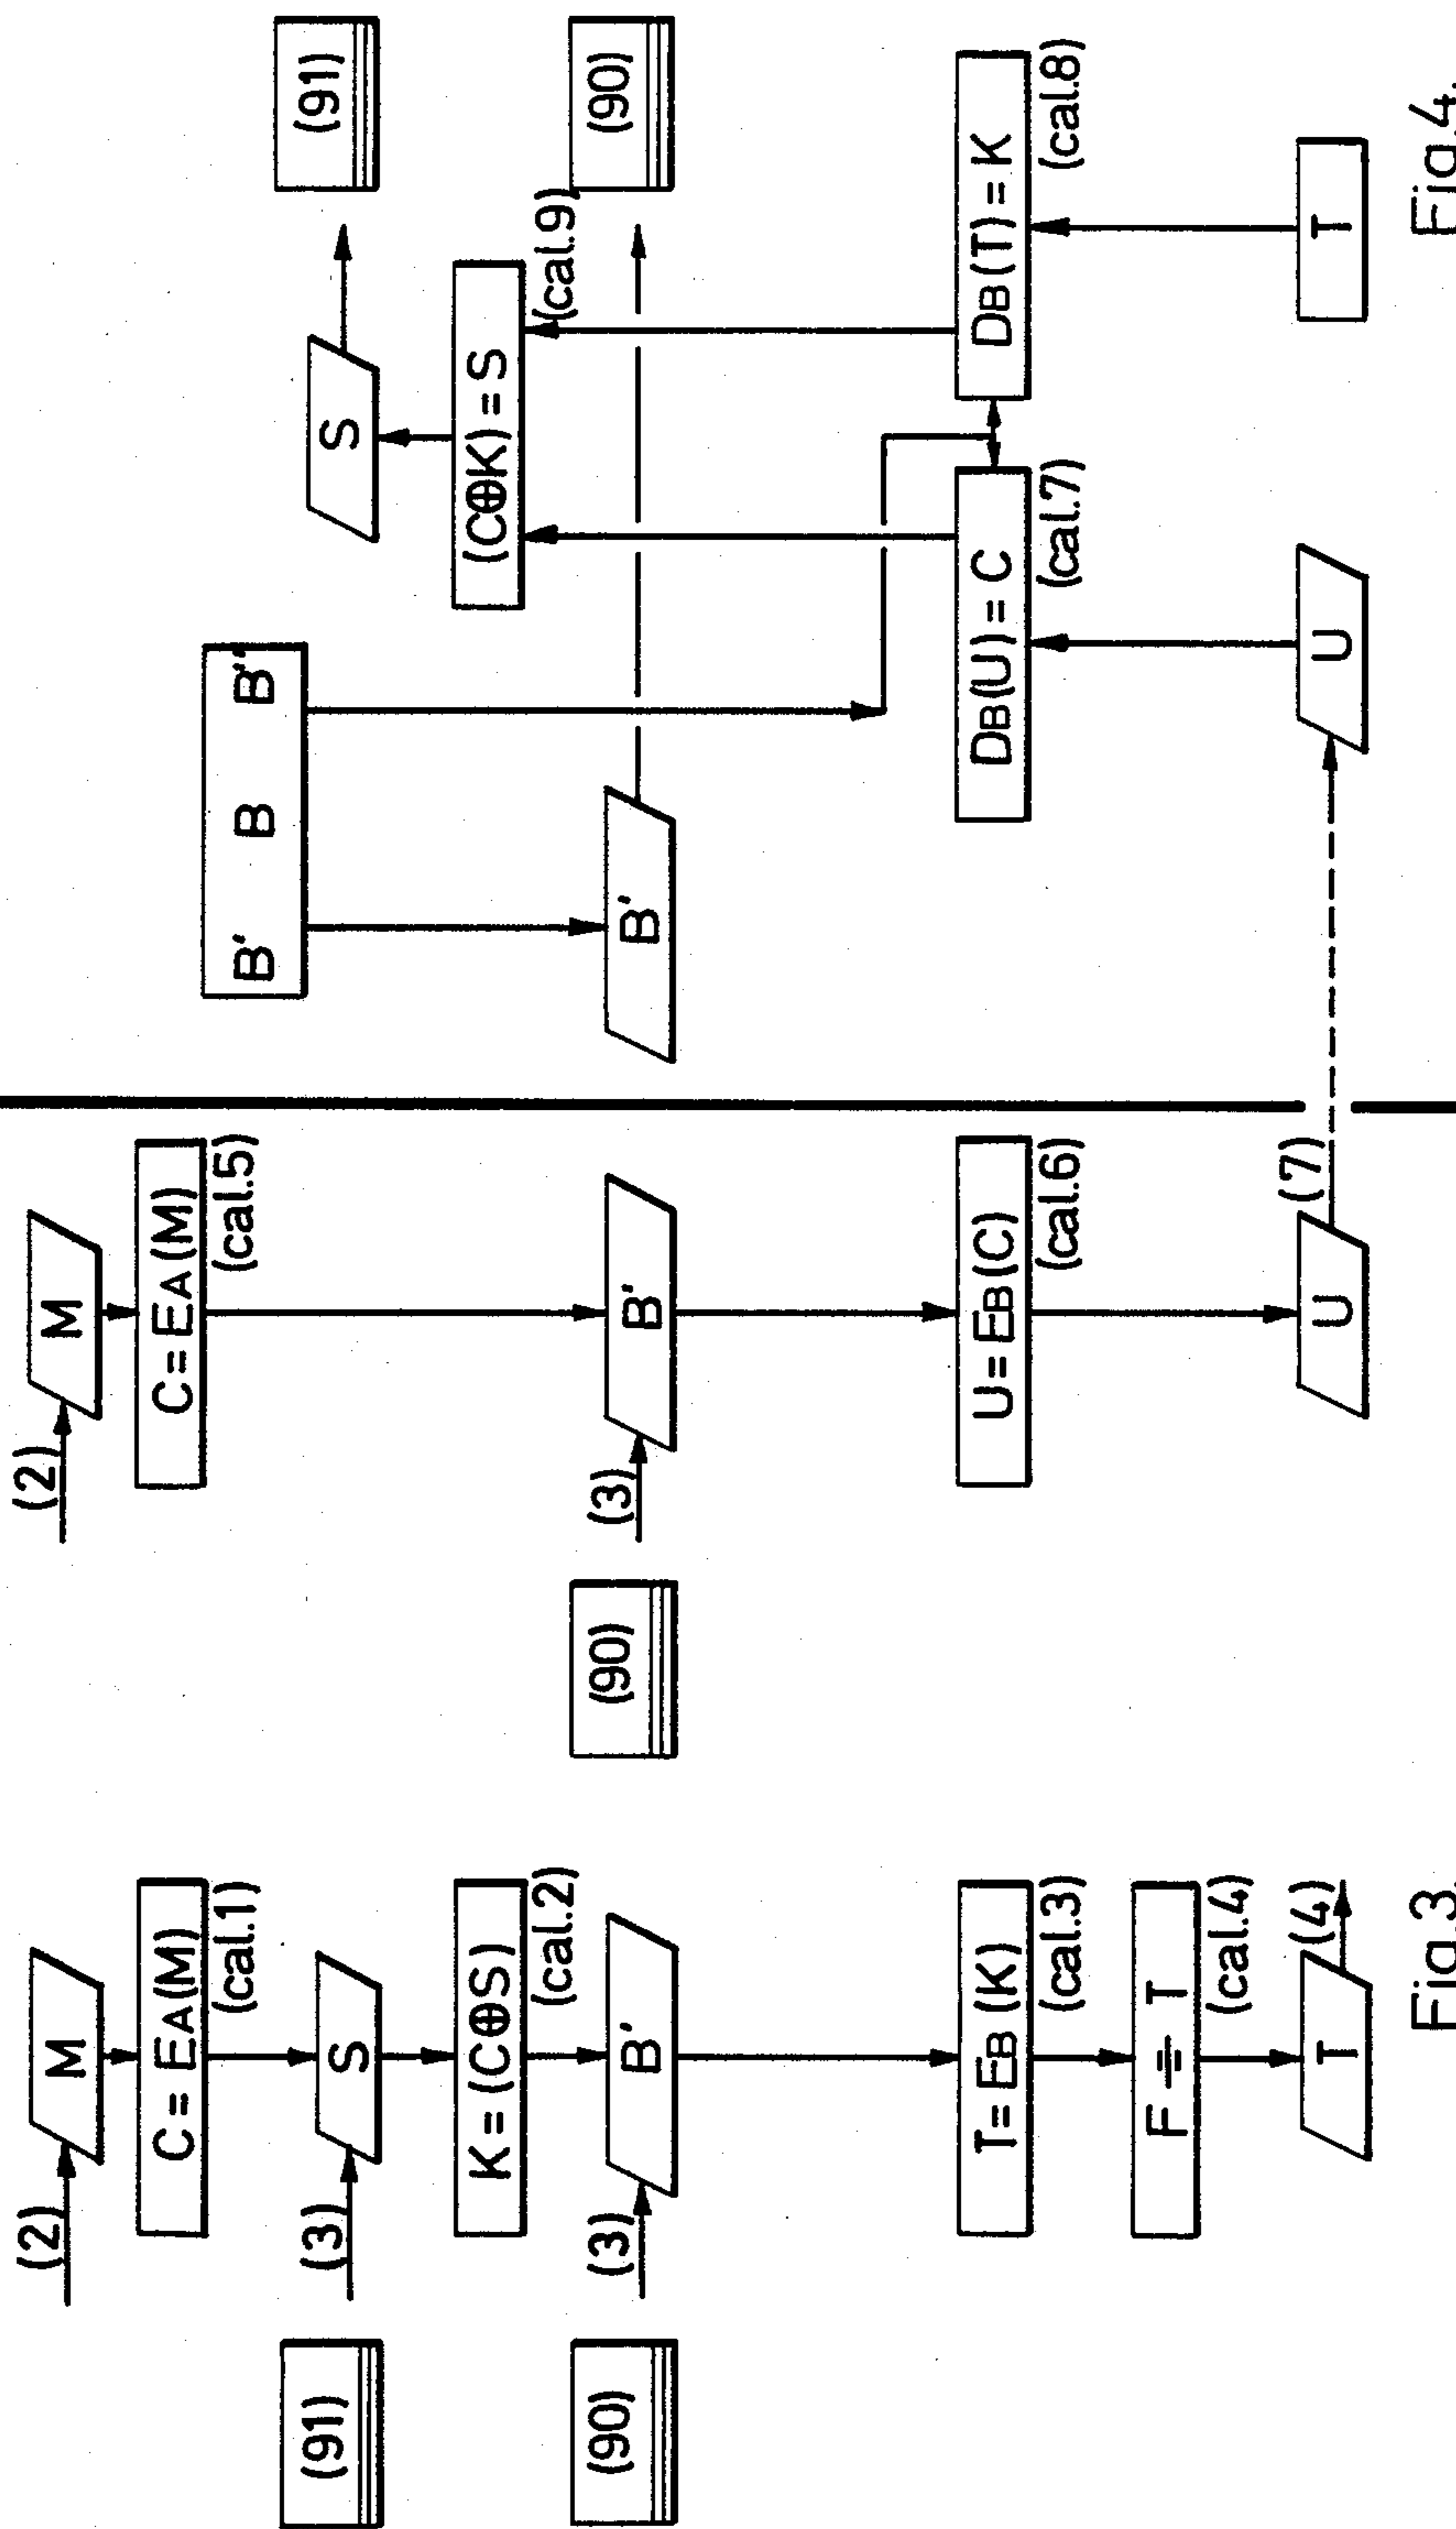 (2)
M
C = EA(M)
(cal.1)
(91)
(3)
S
K = (C⊕S)
(cal.2)
(90)
(3)
B'
T = EB (K)
(cal.3)
F ≑ T
(cal.4)
T
(4)
Fig.3.
(2)
M
C = EA(M)
(cal.5)
(90)
(3)
B'
U = EB(C)
(cal.6)
U
(7)
B' B B''
S
(91)
(C⊕K) = S
(cal.9)
B'
(90)
DB(U) = C
(cal.7)
DB(T) = K
(cal.8)
U
T
Fig.4.